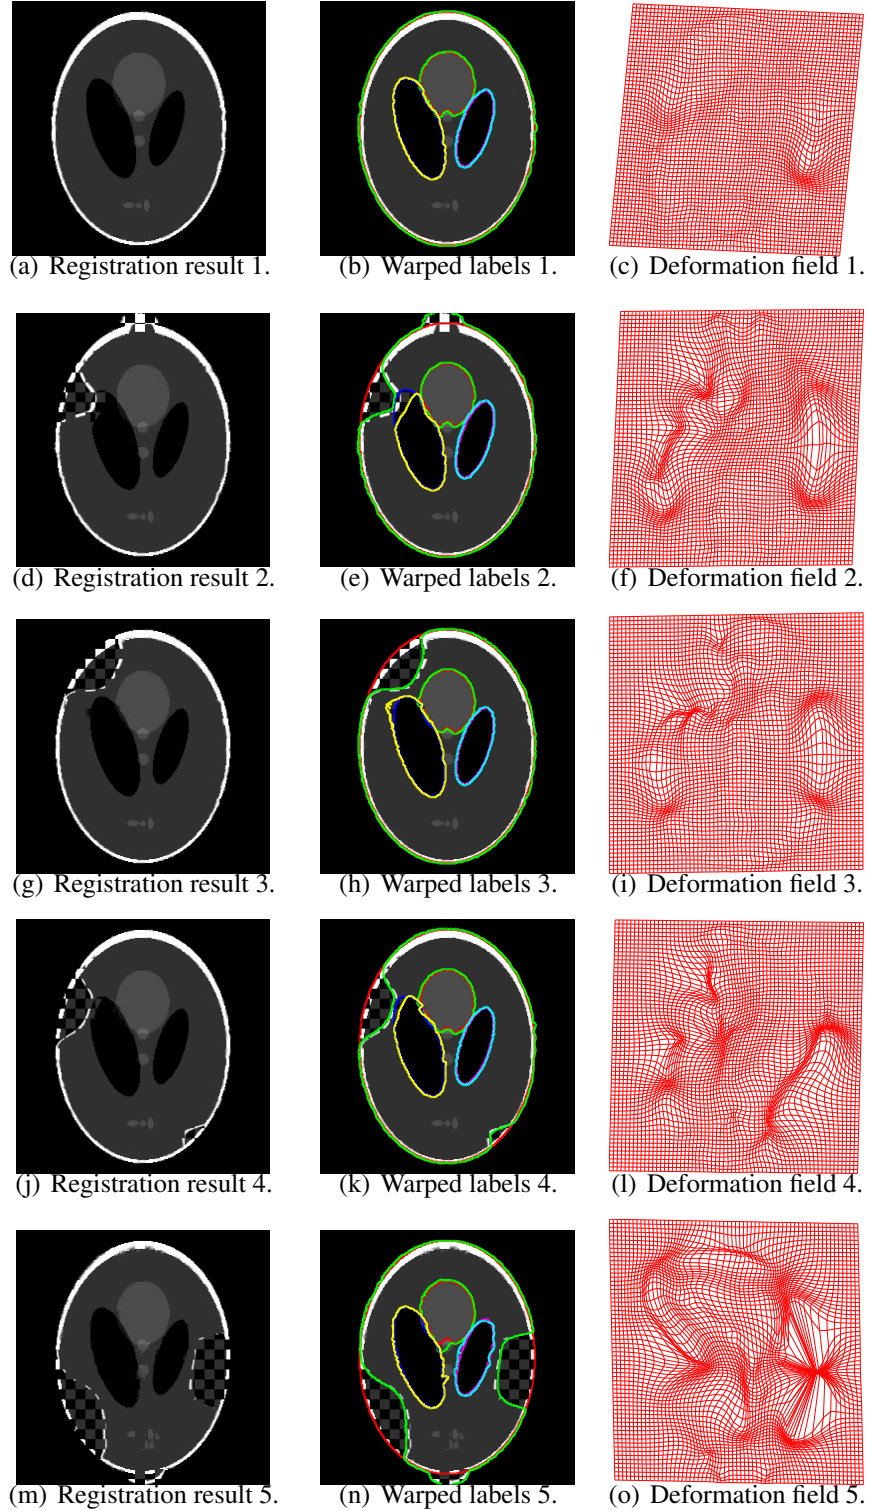 (a) Registration result 1.
(b) Warped labels 1.
(c) Deformation field 1.
(d) Registration result 2.
(e) Warped labels 2.
(f) Deformation field 2.
(g) Registration result 3.
(h) Warped labels 3.
(i) Deformation field 3.
(j) Registration result 4.
(k) Warped labels 4.
(l) Deformation field 4.
(m) Registration result 5.
(n) Warped labels 5.
(o) Deformation field 5.